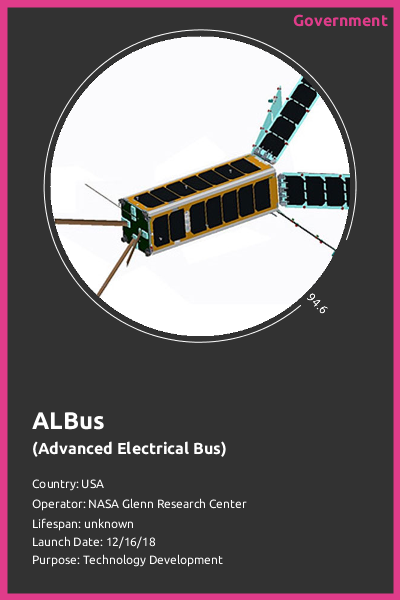 Government
94.6
ALBus
(Advanced Electrical Bus)
Country: USA
Operator: NASA Glenn Research Center
Lifespan: unknown
Launch Date: 12/16/18
Purpose: Technology Development